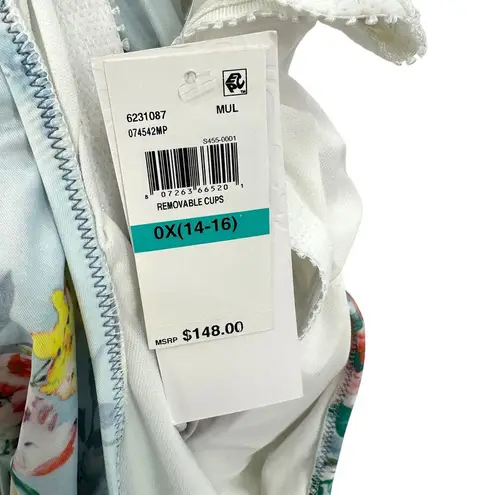 6231087 MUL
074542MP
S455-0001
8 07263 66520 1
REMOVABLE CUPS
0X(14-16)
MSRP $148.00